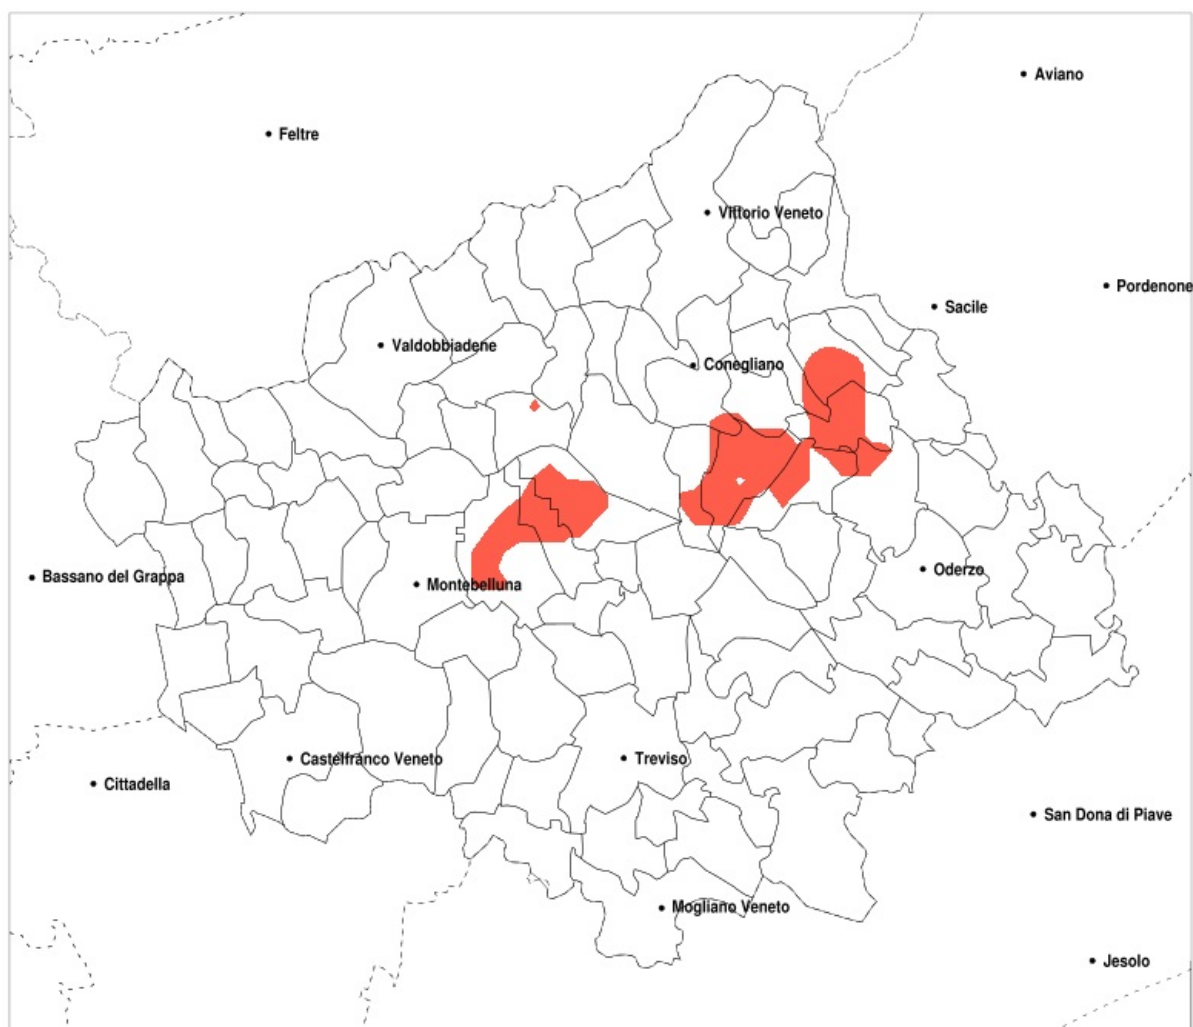 Aviano
Feltre
Vittorio Veneto
Pordenone
Sacile
Valdobbiadene
Conegliano
Oderzo
Bassano del Grappa
Montebelluna
Castelfranco Veneto
Treviso
Cittadella
San Dona di Piave
Mogliano Veneto
Jesolo